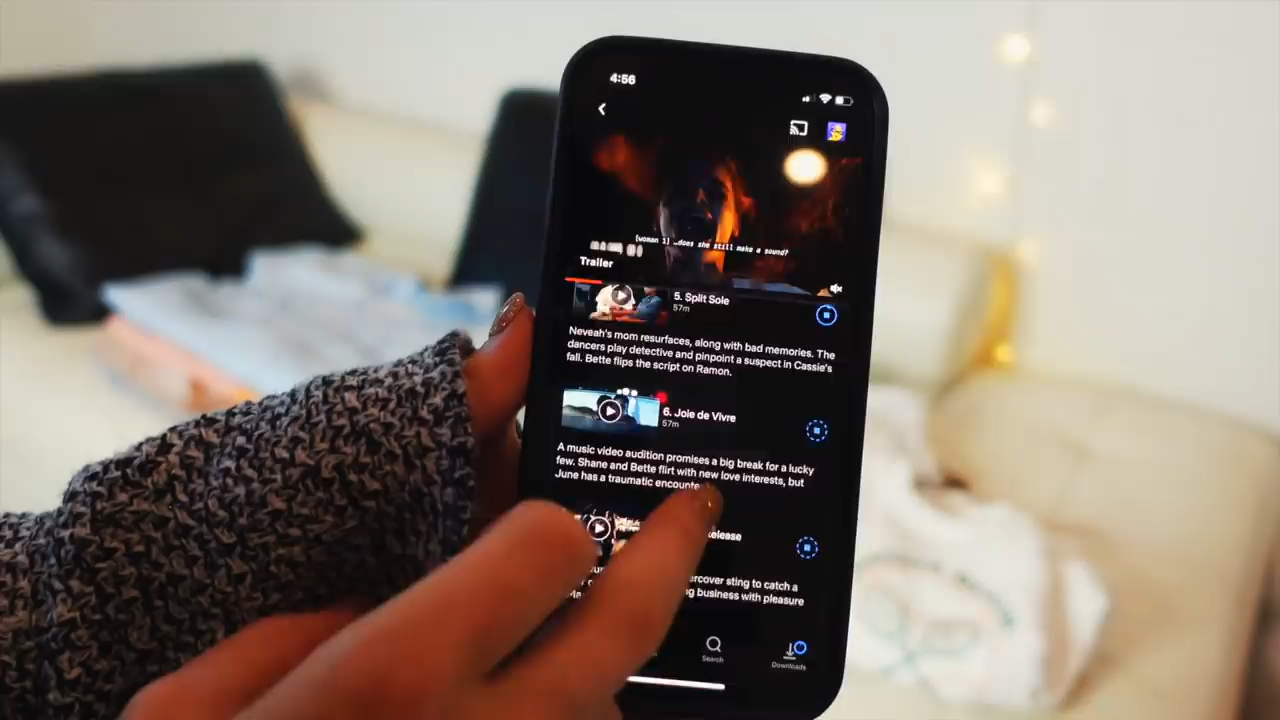 4:56
[woman 1] …does she still make a sound?
Trailer
5. Split Sole
57m
Neveah's mom resurfaces, along with bad memories. The
dancers play detective and pinpoint a suspect in Cassie's
fall. Bette flips the script on Ramon.
6. Joie de Vivre
57m
A music video audition promises a big break for a lucky
few. Shane and Bette flirt with new love interests, but
June has a traumatic
elease
ercover sting to catch a
business with pleasure
Search
Downloads